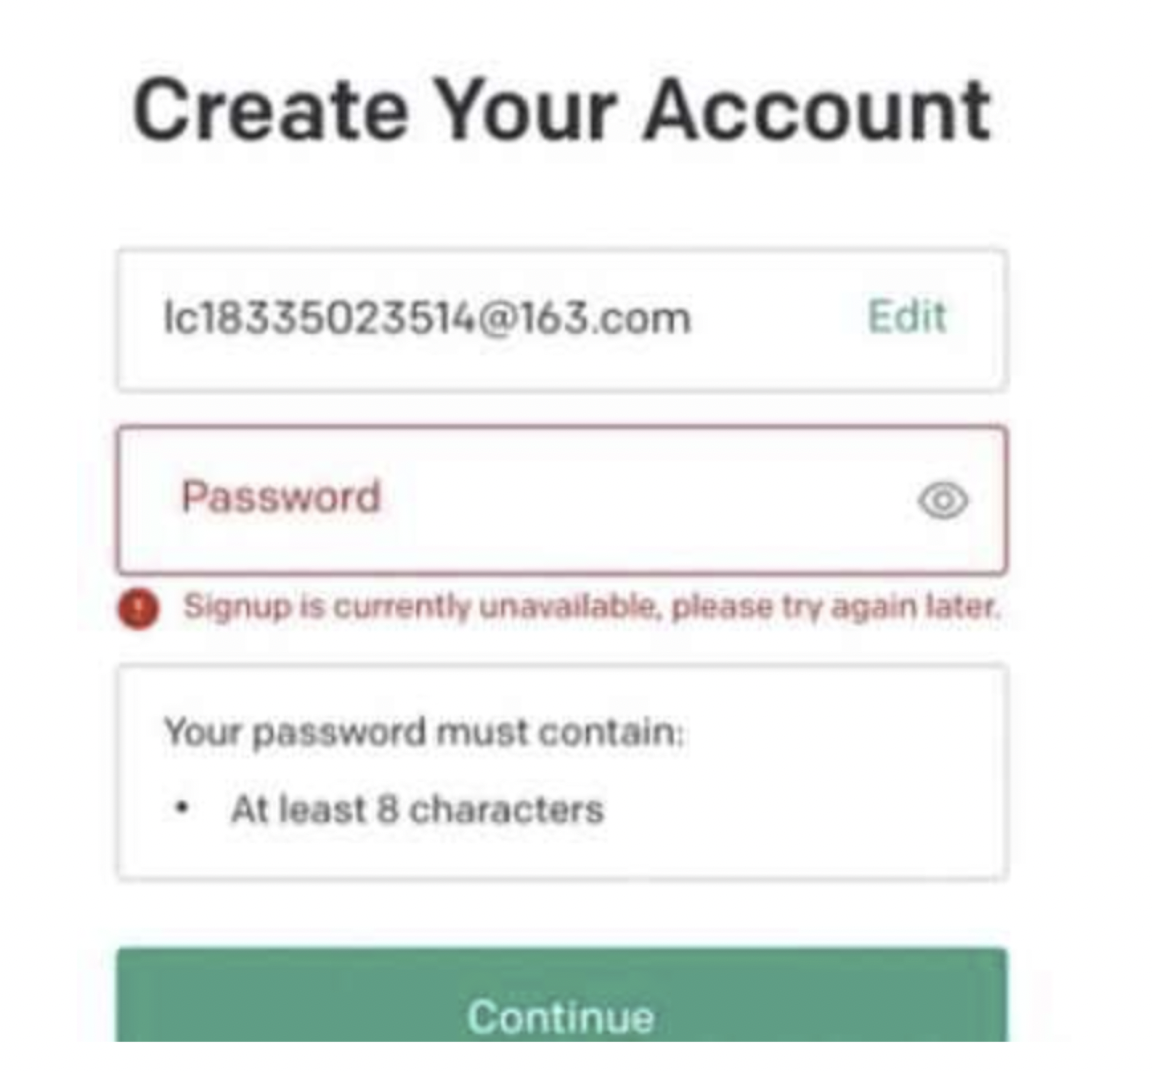 Create Your Account
lc18335023514@163.com Edit
Password
Signup is currently unavailable, please try again later.
Your password must contain:
• At least 8 characters
Continue